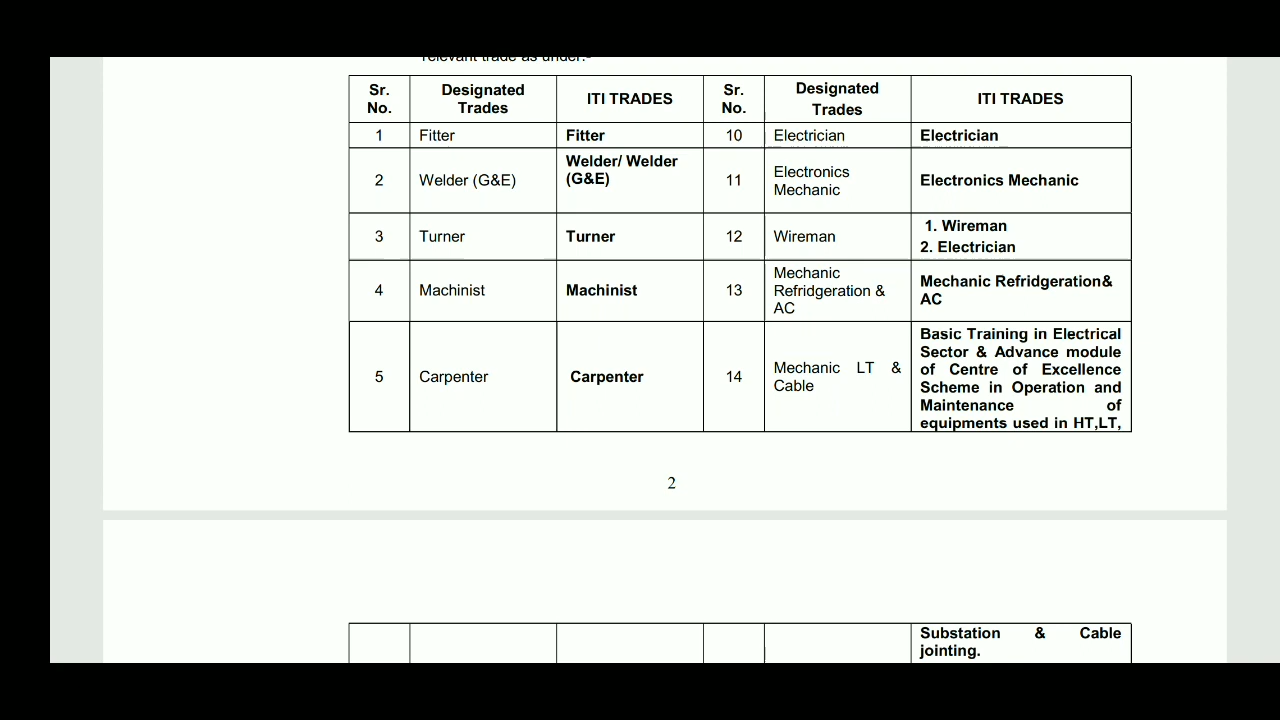 relevant trade as under:-
Sr. No. Designated Trades ITI TRADES Sr. No. Designated Trades ITI TRADES
1 Fitter Fitter 10 Electrician Electrician
2 Welder (G&E) Welder/ Welder (G&E) 11 Electronics Mechanic Electronics Mechanic
3 Turner Turner 12 Wireman 1. Wireman 2. Electrician
4 Machinist Machinist 13 Mechanic Refridgeration & AC Mechanic Refridgeration& AC
5 Carpenter Carpenter 14 Mechanic LT & Cable Basic Training in Electrical Sector & Advance module of Centre of Excellence Scheme in Operation and Maintenance of equipments used in HT,LT,
2
Substation & Cable
jointing.